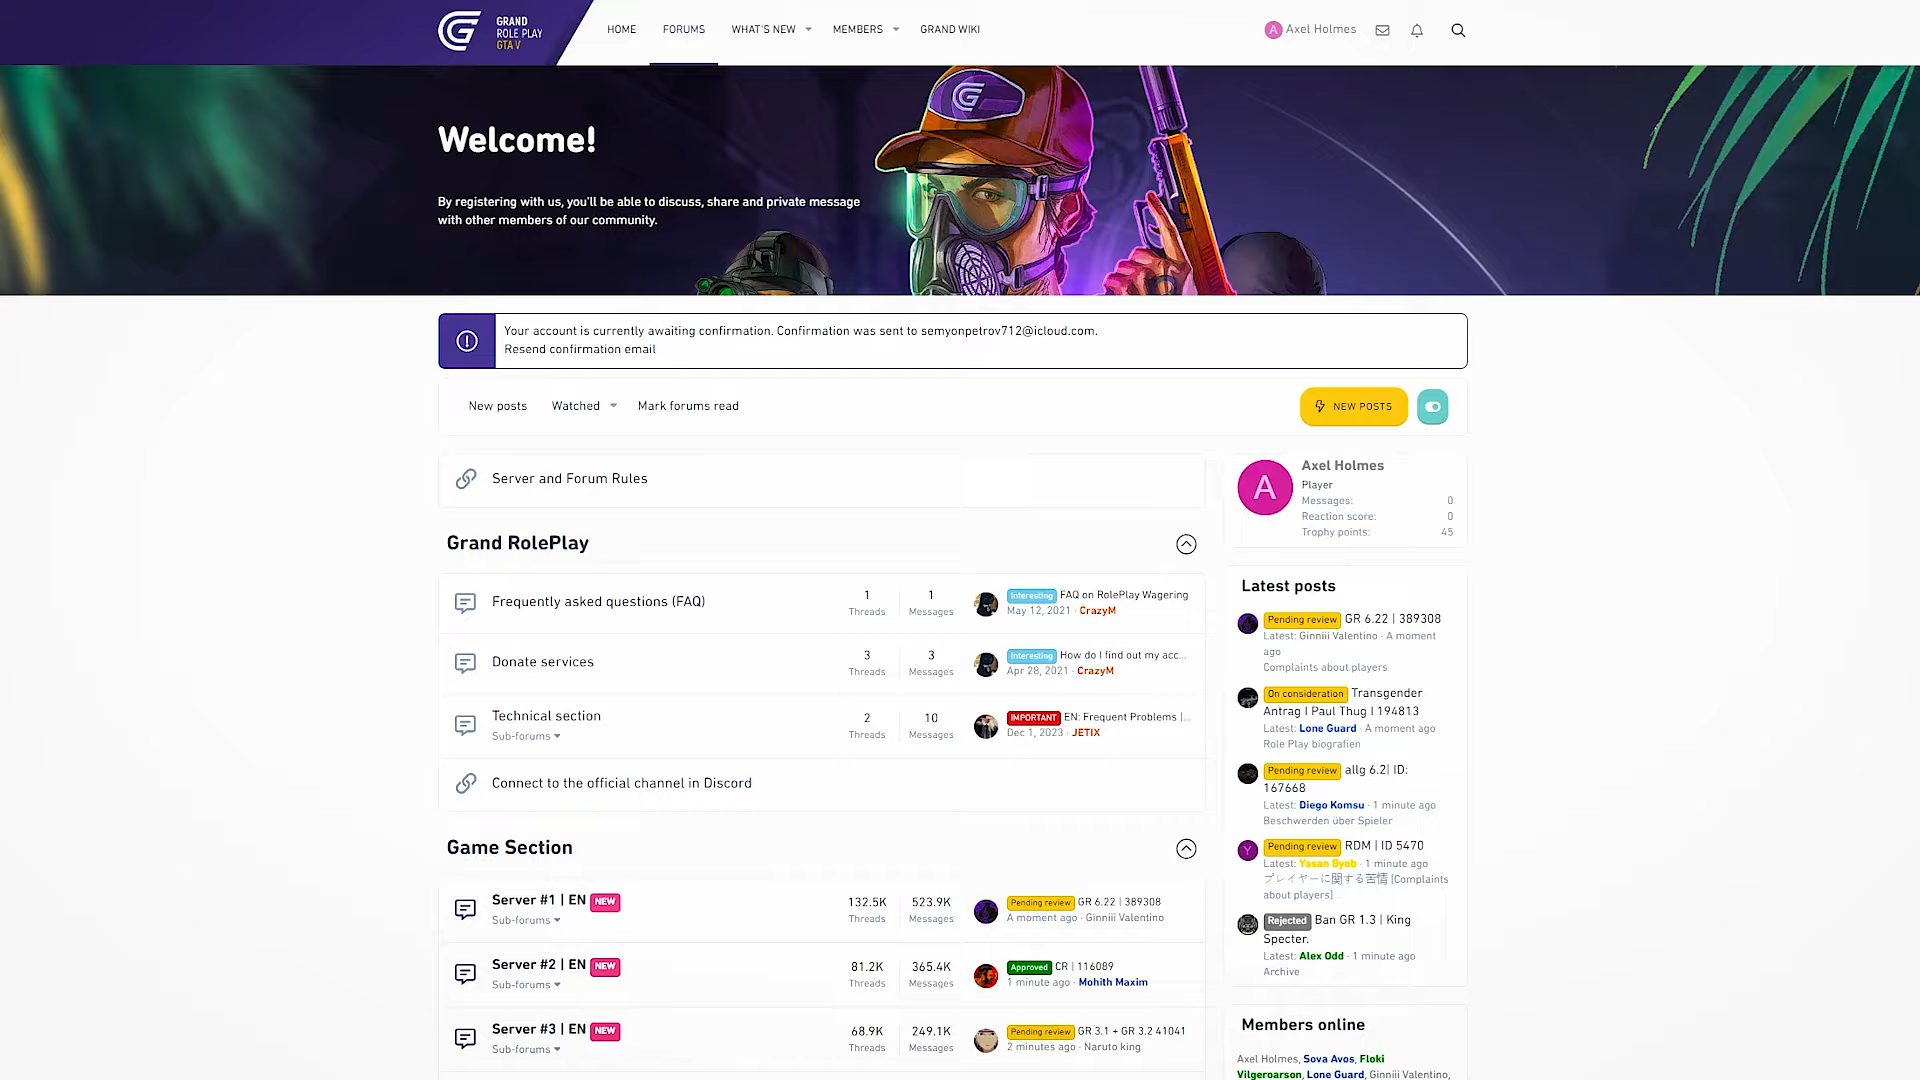 GRAND
ROLE PLAY
GTA V
HOME
FORUMS
WHAT'S NEW
MEMBERS
GRAND WIKI
A
Axel Holmes
Welcome!
By registering with us, you'll be able to discuss, share and private message
with other members of our community.
Your account is currently awaiting confirmation. Confirmation was sent to semyonpetrov712@icloud.com.
Resend confirmation email
New posts
Watched
Mark forums read
NEW POSTS
Server and Forum Rules
Grand RolePlay
Frequently asked questions (FAQ)
1
Threads
1
Messages
Interesting FAQ on RolePlay Wagering
May 12, 2021 · CrazyM
Donate services
3
Threads
3
Messages
Interesting How do I find out my acc...
Apr 28, 2021 · CrazyM
Technical section
Sub-forums
2
Threads
10
Messages
IMPORTANT EN: Frequent Problems |...
Dec 1, 2023 · JETIX
Connect to the official channel in Discord
Game Section
Server #1 | EN NEW
Sub-forums
132.5K
Threads
523.9K
Messages
Pending review GR 6.22 | 389308
A moment ago · Ginniii Valentino
Server #2 | EN NEW
Sub-forums
81.2K
Threads
365.4K
Messages
Approved CR | 116089
1 minute ago · Mohith Maxim
Server #3 | EN NEW
Sub-forums
68.9K
Threads
249.1K
Messages
Pending review GR 3.1 + GR 3.2 41041
2 minutes ago · Naruto king
A
Axel Holmes
Player
Messages: 0
Reaction score: 0
Trophy points: 45
Latest posts
Pending review GR 6.22 | 389308
Latest: Ginniii Valentino · A moment
ago
Complaints about players
On consideration Transgender
Antrag I Paul Thug I 194813
Latest: Lone Guard · A moment ago
Role Play biografien
Pending review allg 6.2| ID:
167668
Latest: Diego Komsu · 1 minute ago
Beschwerden über Spieler
Y
Pending review RDM | ID 5470
Latest: Yasan Byob · 1 minute ago
プレイヤーに関する苦情 [Complaints
about players]
Rejected Ban GR 1.3 | King
Specter.
Latest: Alex Odd · 1 minute ago
Archive
Members online
Axel Holmes, Sova Avos, Floki
Vilgeroarson, Lone Guard, Ginniii Valentino,